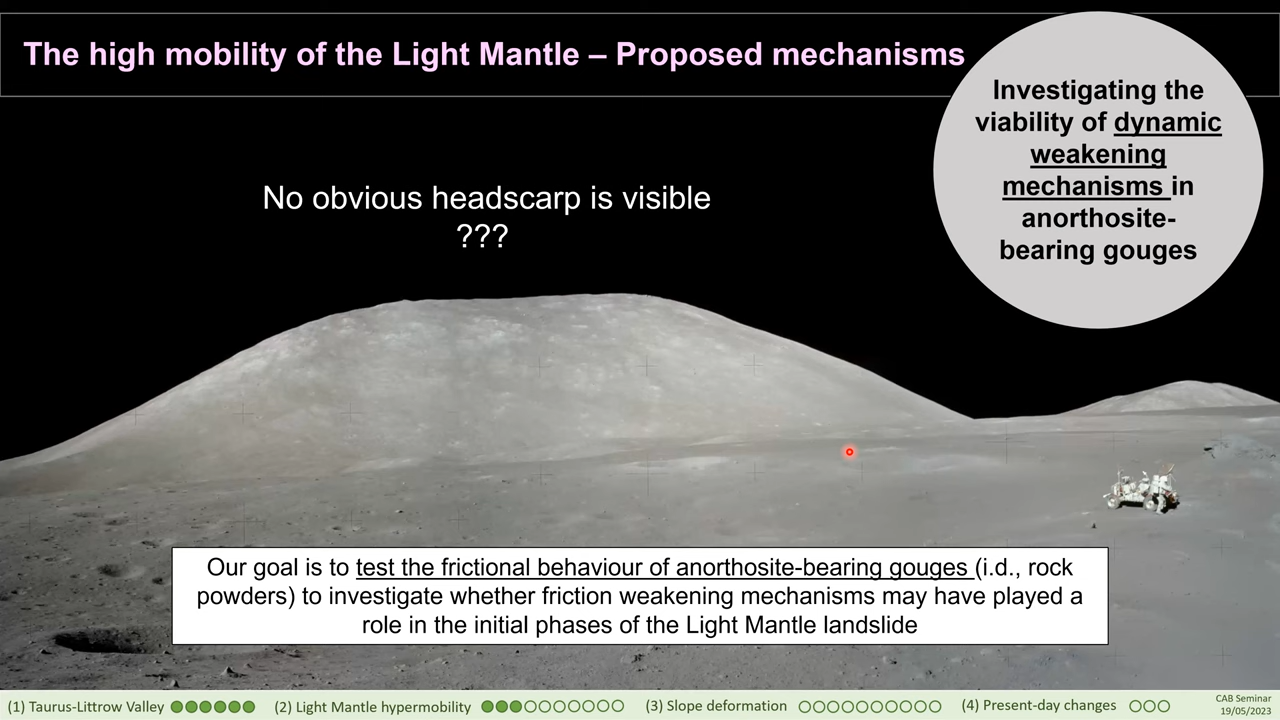 The high mobility of the Light Mantle – Proposed mechanisms
Investigating the
viability of dynamic
weakening
mechanisms in
anorthosite-
bearing gouges
No obvious headscarp is visible
???
Our goal is to test the frictional behaviour of anorthosite-bearing gouges (i.d., rock
powders) to investigate whether friction weakening mechanisms may have played a
role in the initial phases of the Light Mantle landslide
(1) Taurus-Littrow Valley
(2) Light Mantle hypermobility
(3) Slope deformation
(4) Present-day changes
CAB Seminar
19/05/2023